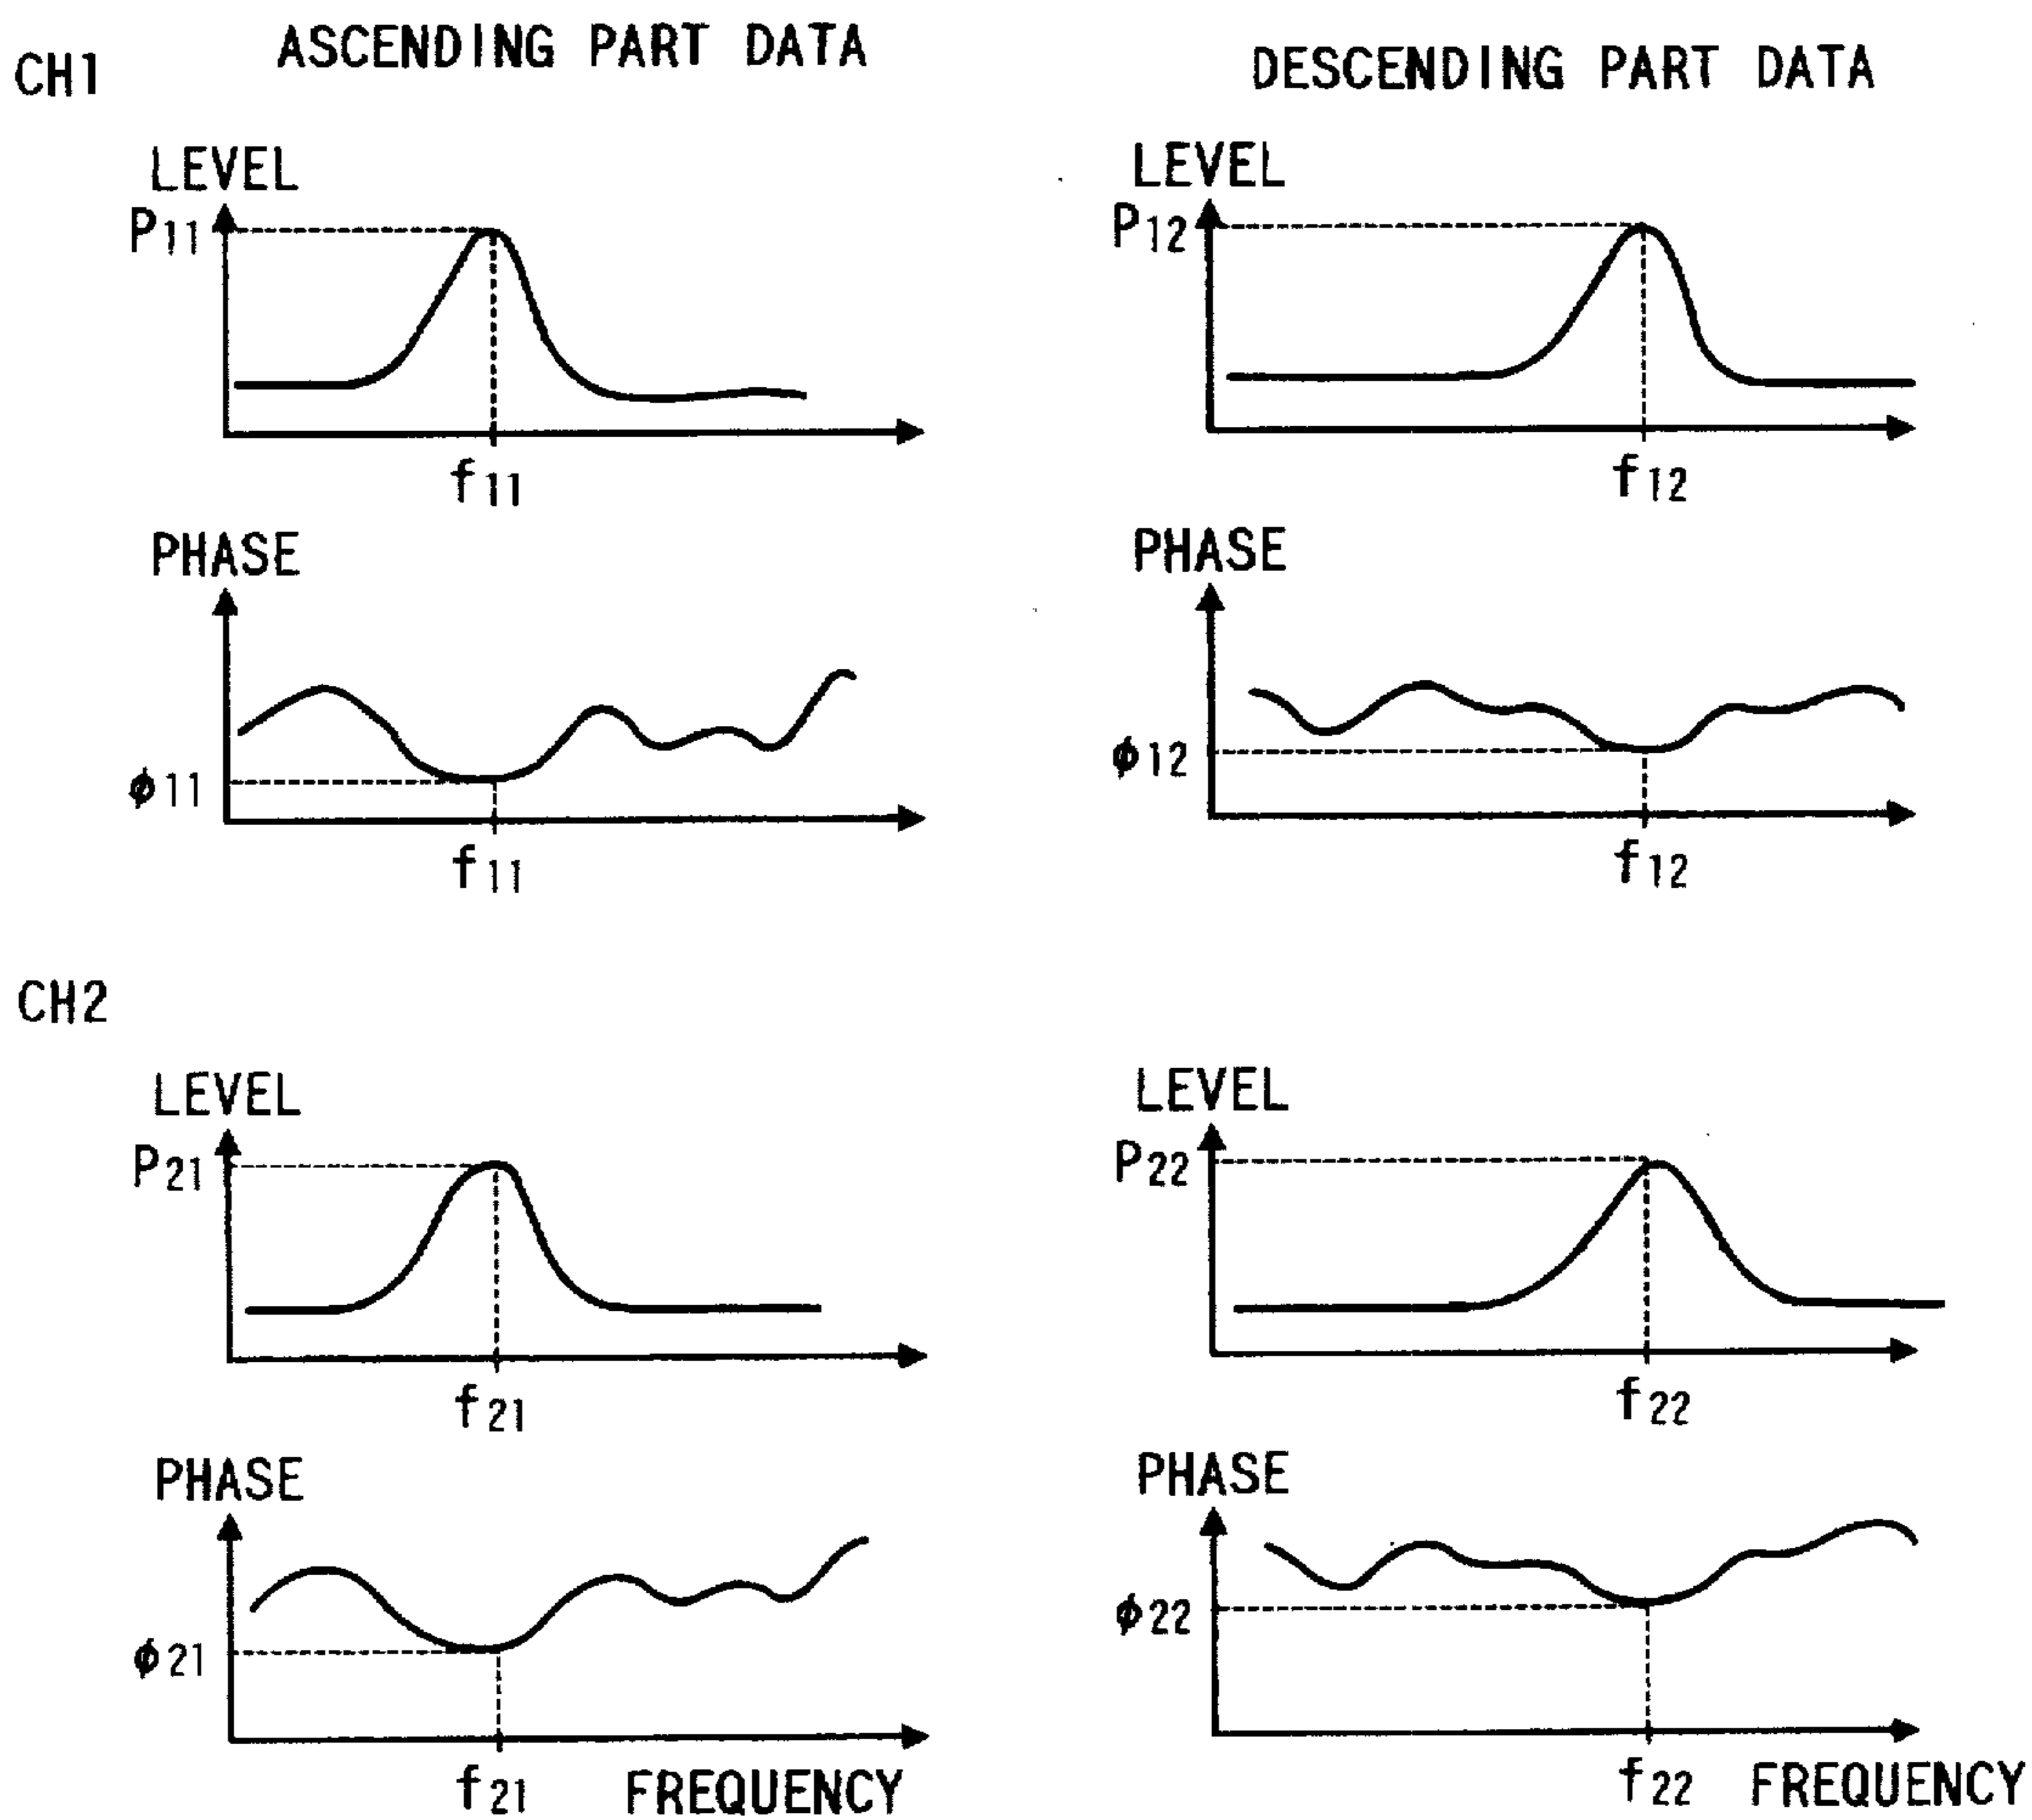 CH1 ASCENDING PART DATA DESCENDING PART DATA
LEVEL LEVEL
P11 P12
f11 f12
PHASE PHASE
ϕ11 ϕ12
f11 f12
CH2
LEVEL LEVEL
P21 P22
f21 f22
PHASE PHASE
ϕ21 ϕ22
f21 FREQUENCY f22 FREQUENCY